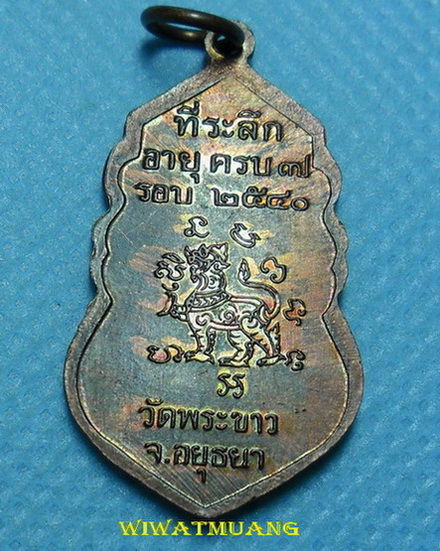 ที่ระลึก
อายุ ครบ ๗
รอบ ๒๕๔๐
วัดพระขาว
จ.อยุธยา
WIWATMUANG